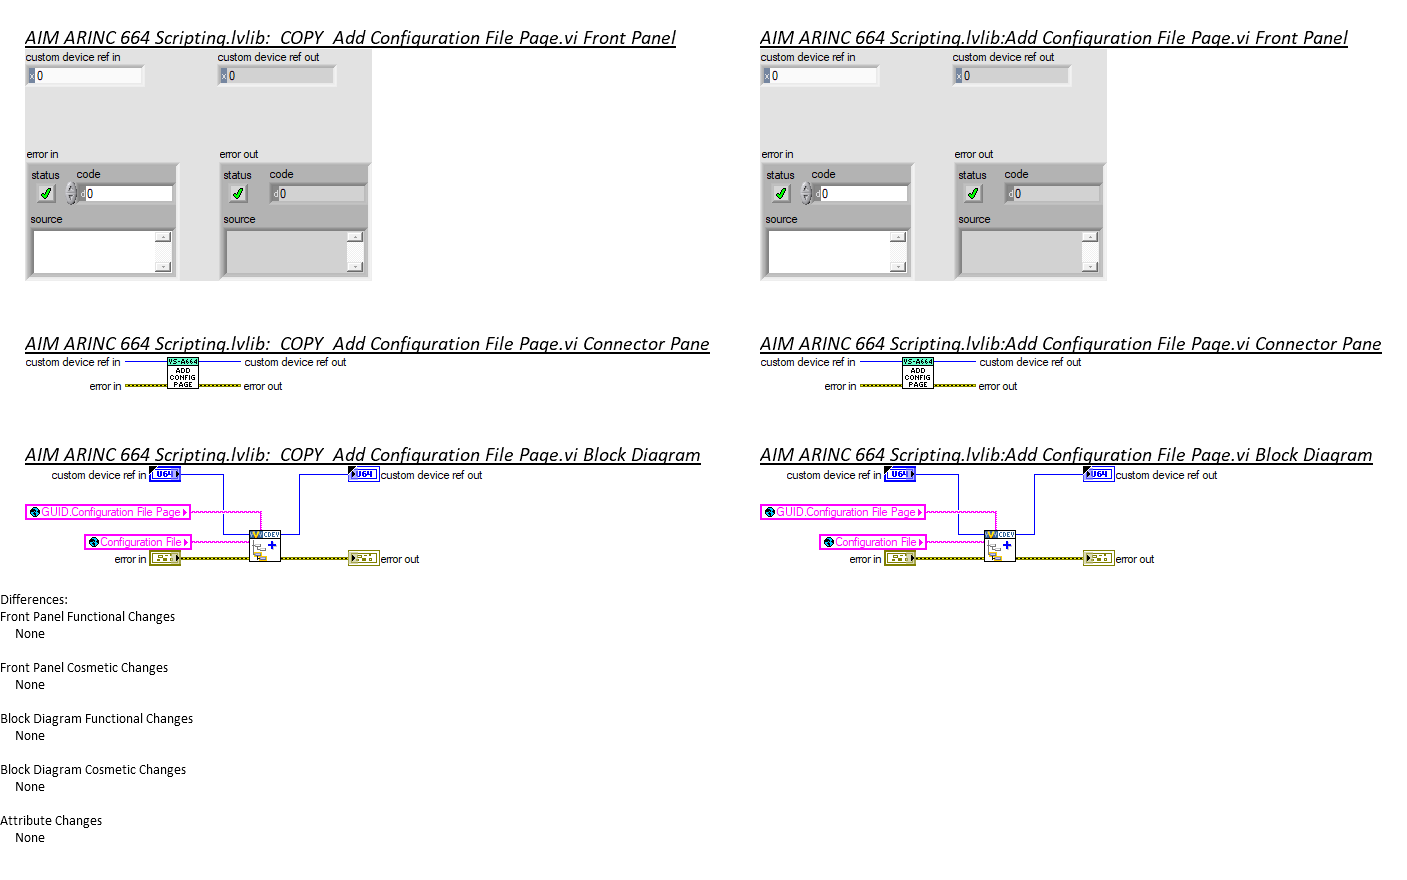 AIM ARINC 664 Scripting.lvlib:  COPY  Add Configuration File Page.vi Front Panel
custom device ref in
custom device ref out
x 0
x 0
error in
error out
status
code
status
code
d 0
d 0
source
source
AIM ARINC 664 Scripting.lvlib:Add Configuration File Page.vi Front Panel
custom device ref in
custom device ref out
x 0
x 0
error in
error out
status
code
status
code
d 0
d 0
source
source
AIM ARINC 664 Scripting.lvlib:  COPY  Add Configuration File Page.vi Connector Pane
custom device ref in
VS-A664
custom device ref out
ADD
CONFIG
PAGE
error in
error out
AIM ARINC 664 Scripting.lvlib:Add Configuration File Page.vi Connector Pane
custom device ref in
VS-A664
custom device ref out
ADD
CONFIG
PAGE
error in
error out
AIM ARINC 664 Scripting.lvlib:  COPY  Add Configuration File Page.vi Block Diagram
custom device ref in
U64
U64
custom device ref out
GUID.Configuration File Page
CDEV
Configuration File
error in
error out
AIM ARINC 664 Scripting.lvlib:Add Configuration File Page.vi Block Diagram
custom device ref in
U64
U64
custom device ref out
GUID.Configuration File Page
CDEV
Configuration File
error in
error out
Differences:
Front Panel Functional Changes
None
Front Panel Cosmetic Changes
None
Block Diagram Functional Changes
None
Block Diagram Cosmetic Changes
None
Attribute Changes
None